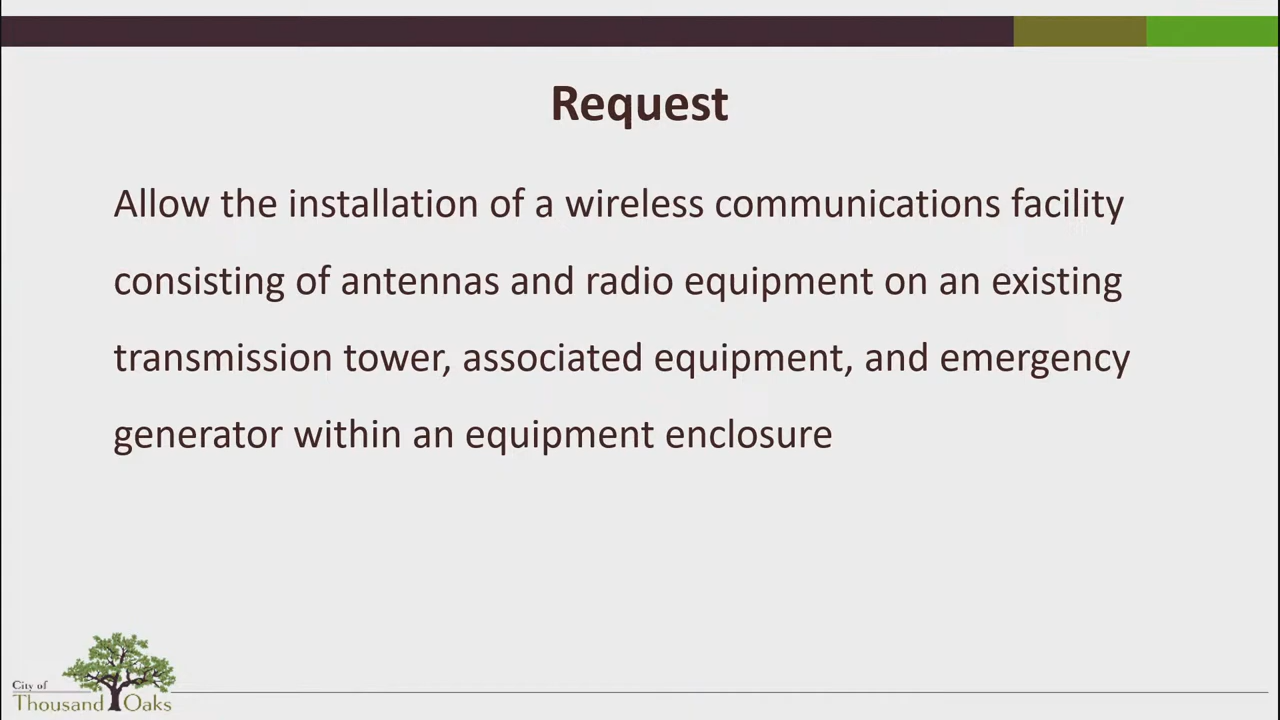 Request
Allow the installation of a wireless communications facility
consisting of antennas and radio equipment on an existing
transmission tower, associated equipment, and emergency
generator within an equipment enclosure
City of
Thousand Oaks